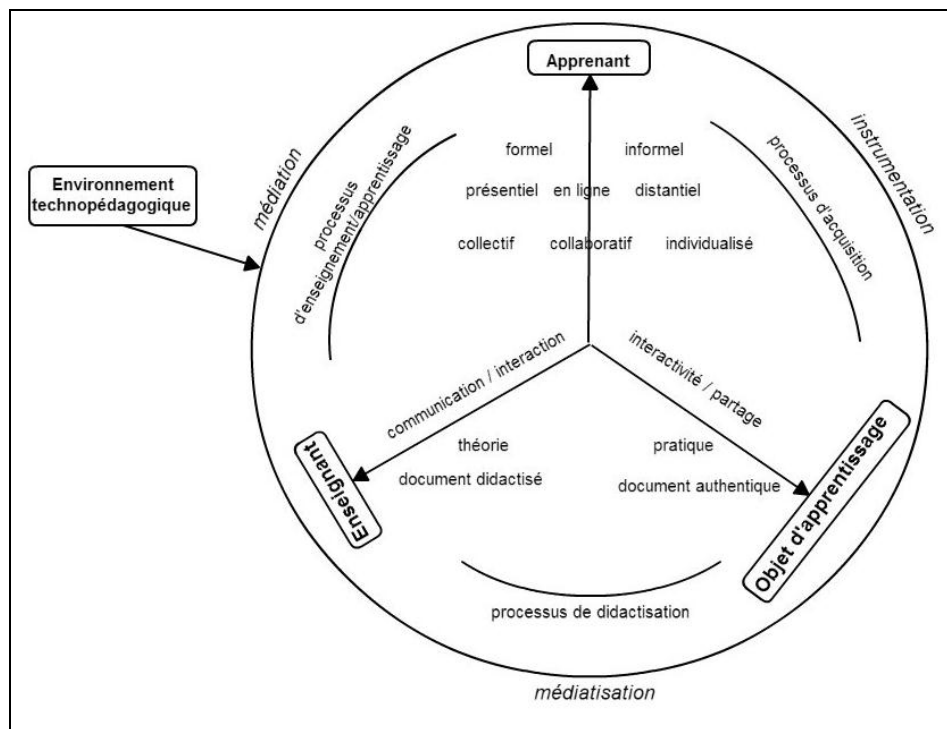 Apprenant
instrumentation
médiation
processus
d'enseignement/apprentissage
processus d'acquisition
formel informel
présentiel en ligne distantiel
collectif collaboratif individualisé
Environnement
technopédagogique
communication / interaction
interactivité / partage
théorie pratique
document didactisé document authentique
Enseignant
Objet d'apprentissage
processus de didactisation
médiatisation